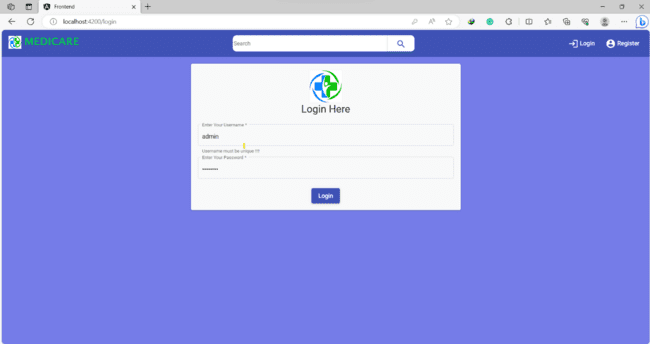 Frontend
localhost:4200/login
MEDICARE
Search
Login
Register
Login Here
Enter Your Username *
admin
Username must be unique !!!
Enter Your Password *
••••••••
Login